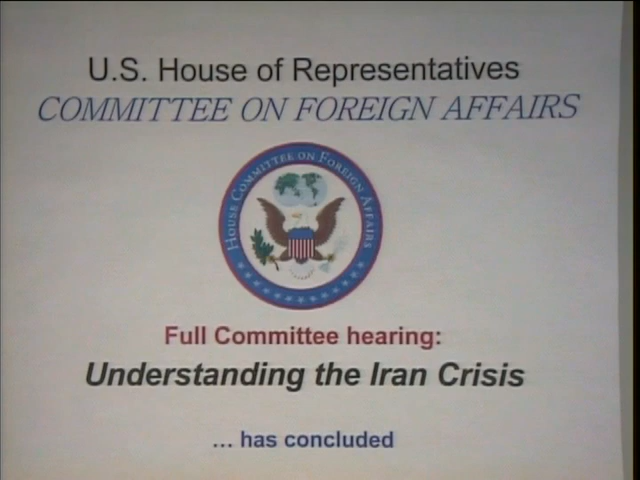 U.S. House of Representatives
COMMITTEE ON FOREIGN AFFAIRS
HOUSE COMMITTEE ON FOREIGN AFFAIRS
Full Committee hearing:
Understanding the Iran Crisis
... has concluded